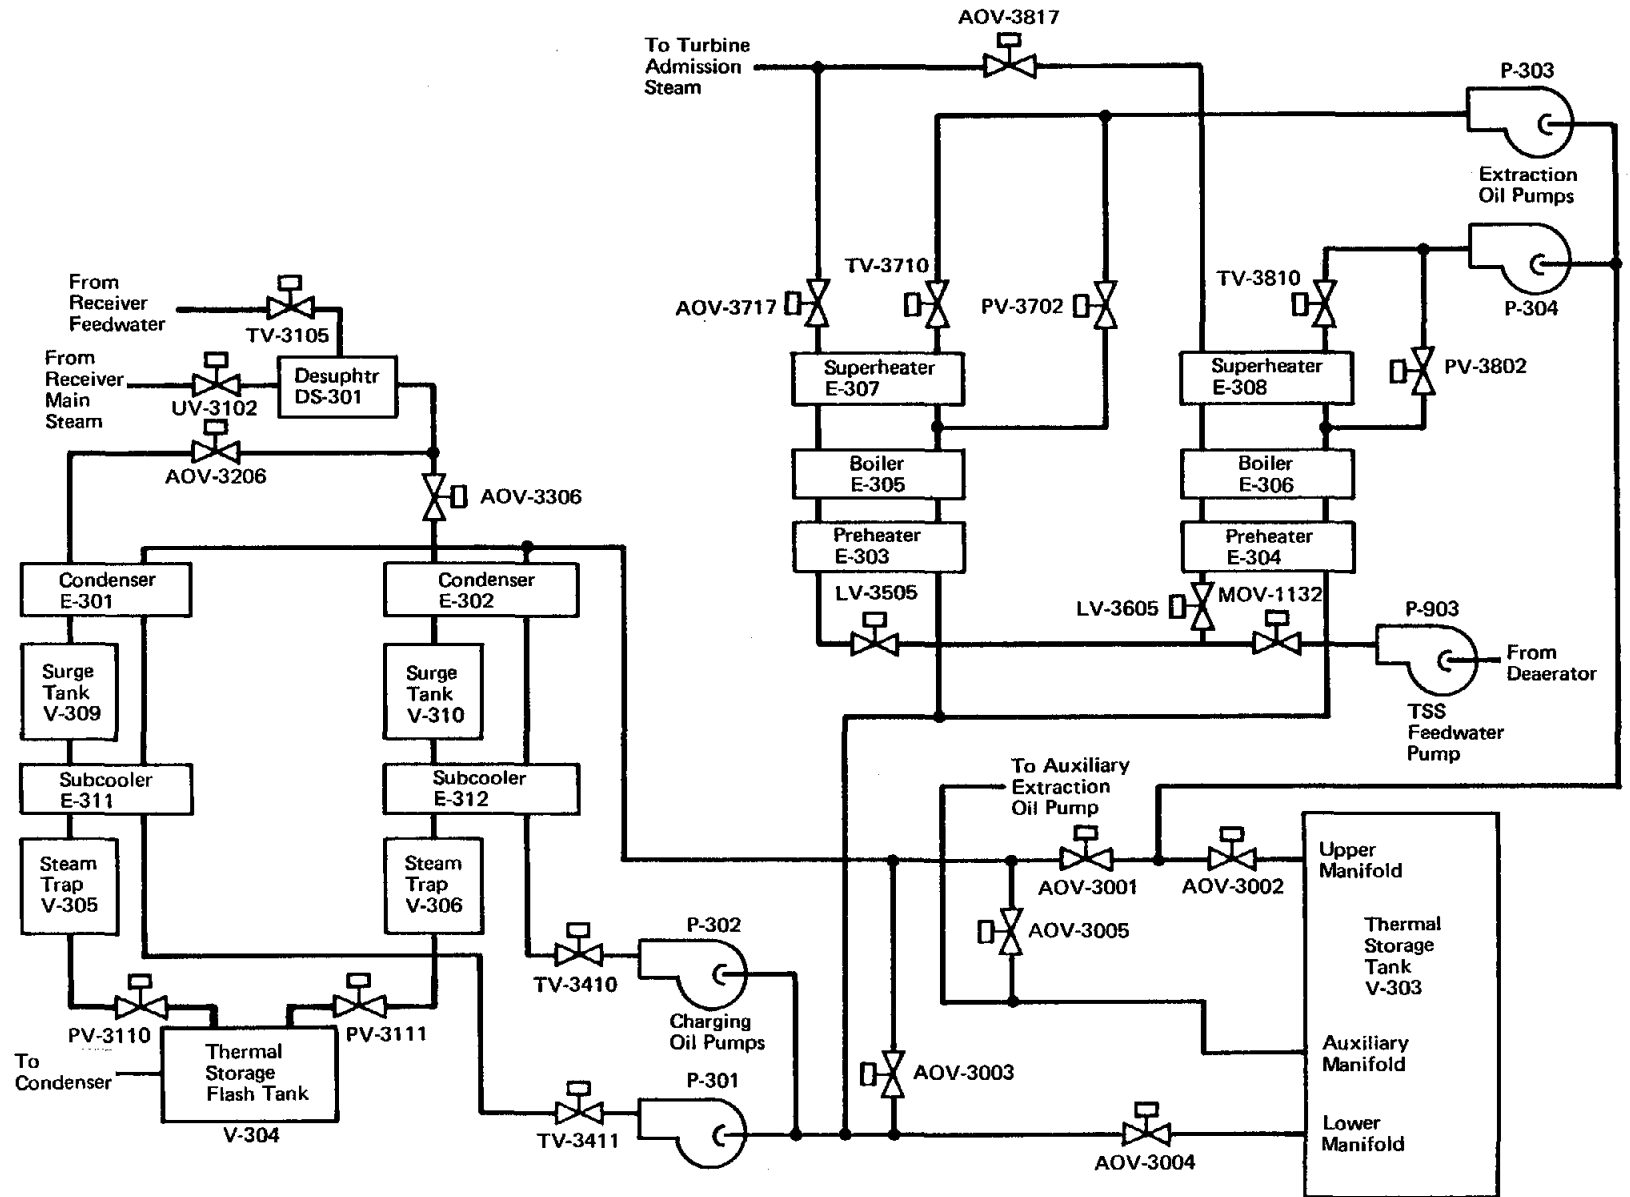 AOV-3817
To Turbine
Admission
Steam
P-303
Extraction
Oil Pumps
TV-3710
AOV-3717
PV-3702
TV-3810
P-304
PV-3802
From
Receiver
Feedwater
TV-3105
From
Receiver
Main
Steam
UV-3102
Desuphtr
DS-301
AOV-3206
AOV-3306
Superheater
E-307
Superheater
E-308
Boiler
E-305
Boiler
E-306
Preheater
E-303
Preheater
E-304
LV-3505
LV-3605
MOV-1132
P-903
From
Deaerator
TSS
Feedwater
Pump
Condenser
E-301
Condenser
E-302
Surge
Tank
V-309
Surge
Tank
V-310
Subcooler
E-311
Subcooler
E-312
Steam
Trap
V-305
Steam
Trap
V-306
To Auxiliary
Extraction
Oil Pump
AOV-3001
AOV-3002
Upper
Manifold
AOV-3005
Thermal
Storage
Tank
V-303
P-302
TV-3410
Charging
Oil Pumps
PV-3110
PV-3111
To
Condenser
Thermal
Storage
Flash Tank
V-304
P-301
TV-3411
AOV-3003
Auxiliary
Manifold
AOV-3004
Lower
Manifold